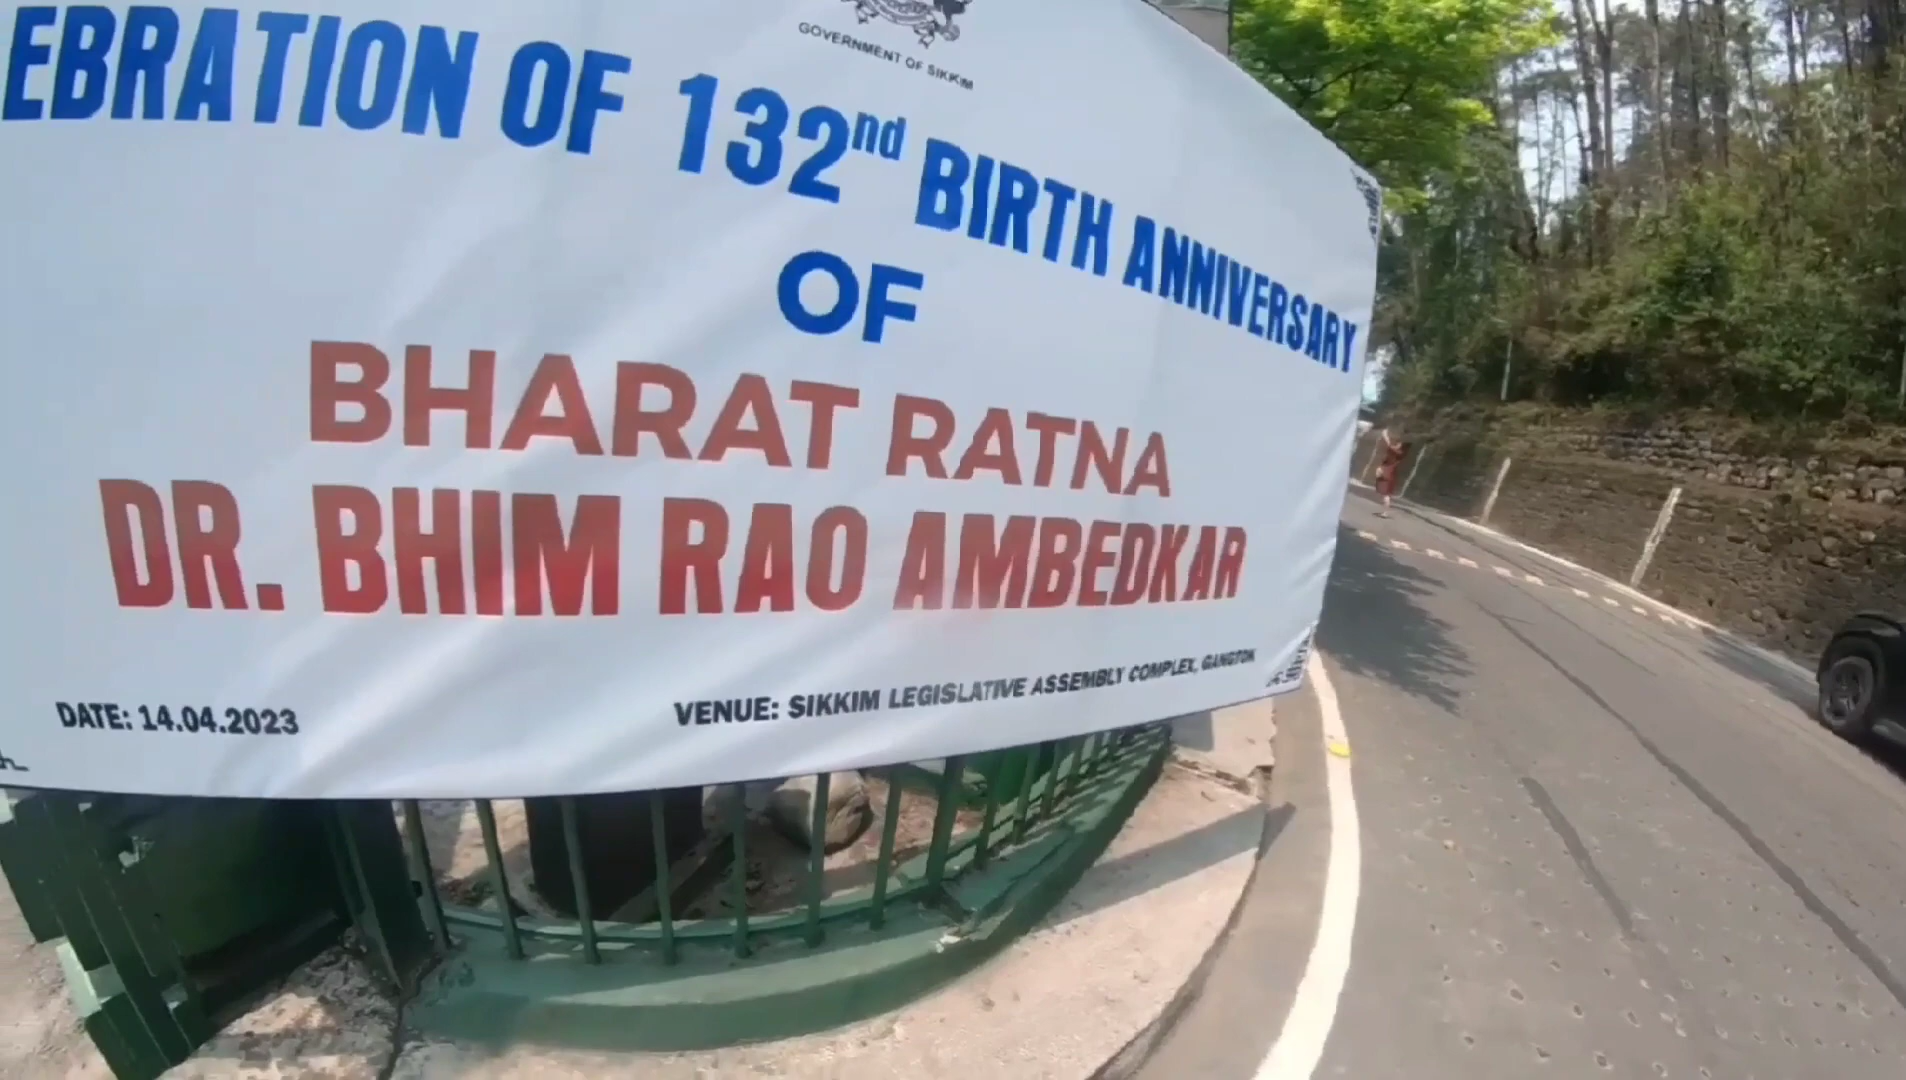 GOVERNMENT OF SIKKIM
EBRATION OF 132nd BIRTH ANNIVERSARY
OF
BHARAT RATNA
DR. BHIM RAO AMBEDKAR
DATE: 14.04.2023
VENUE: SIKKIM LEGISLATIVE ASSEMBLY COMPLEX, GANGTOK